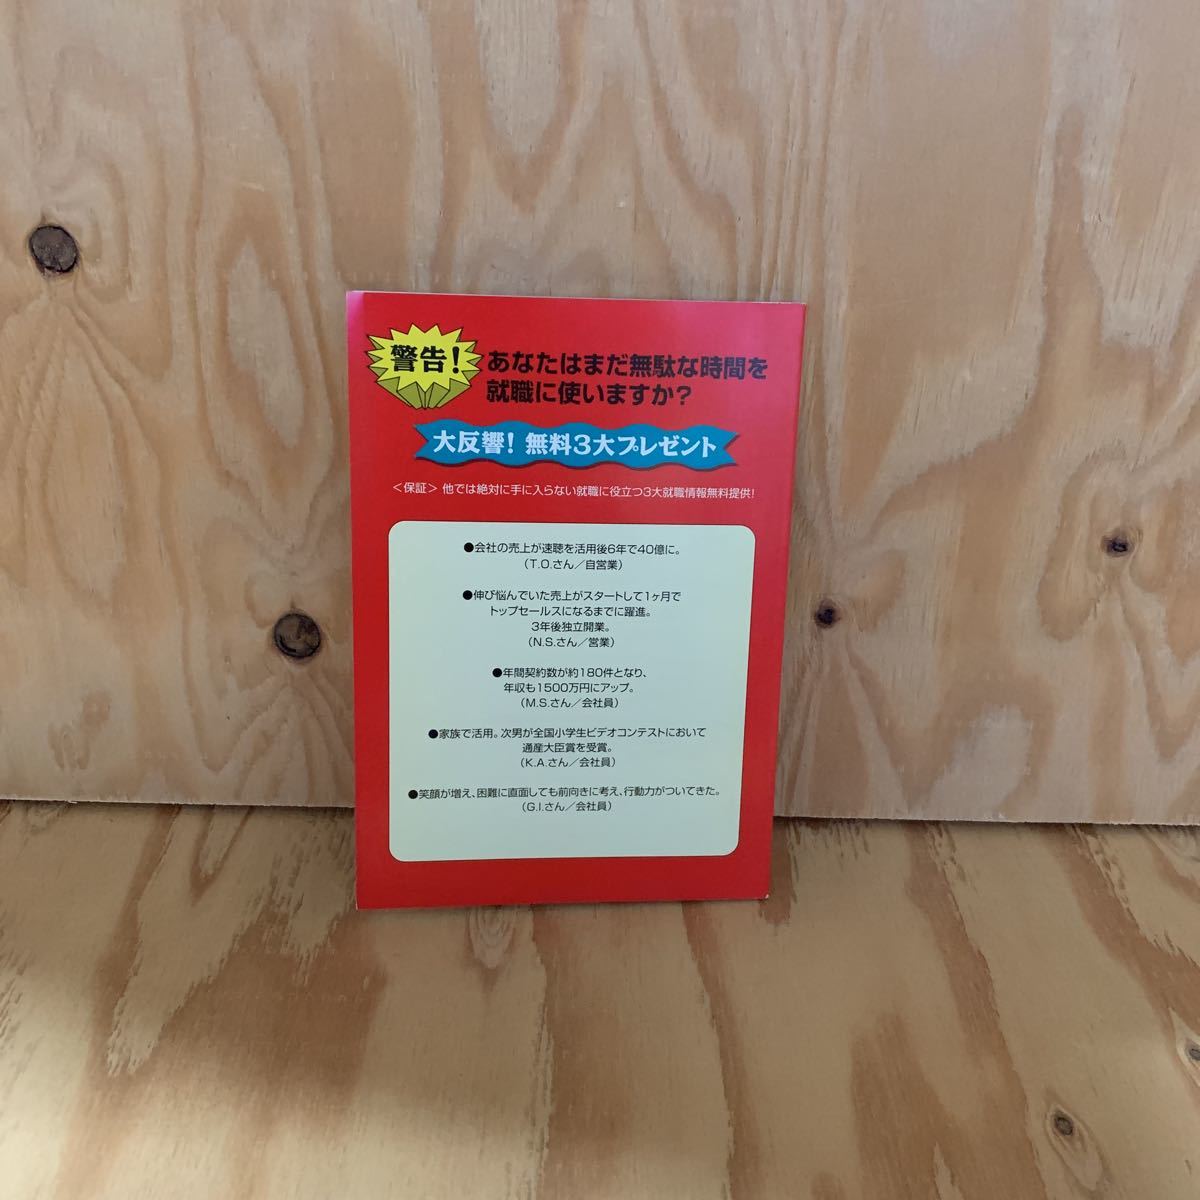 警告！
あなたはまだ無駄な時間を
就職に使いますか？
大反響！無料３大プレゼント
＜保証＞他では絶対に手に入らない就職に役立つ３大就職情報無料提供！
●会社の売上が速聴を活用後6年で40億に。
（T.O.さん／自営業）
●伸び悩んでいた売上がスタートして1ヶ月で
トップセールスになるまでに躍進。
3年後独立開業。
（N.S.さん／営業）
●年間契約数が約180件となり、
年収も1500万円にアップ。
（M.S.さん／会社員）
●家族で活用。次男が全国小学生ビデオコンテストにおいて
通産大臣賞を受賞。
（K.A.さん／会社員）
●笑顔が増え、困難に直面しても前向きに考え、行動力がついてきた。
（G.I.さん／会社員）